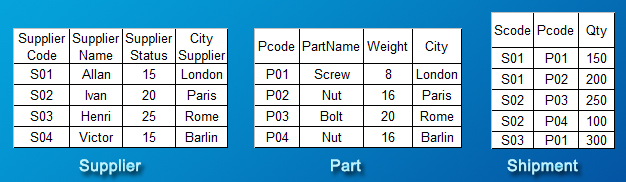 Supplier Code Supplier Name Supplier Status City Supplier
S01 Allan 15 London
S02 Ivan 20 Paris
S03 Henri 25 Rome
S04 Victor 15 Barlin
Supplier
Pcode PartName Weight City
P01 Screw 8 London
P02 Nut 16 Paris
P03 Bolt 20 Rome
P04 Nut 16 Barlin
Part
Scode Pcode Qty
S01 P01 150
S01 P02 200
S02 P03 250
S02 P04 100
S03 P01 300
Shipment